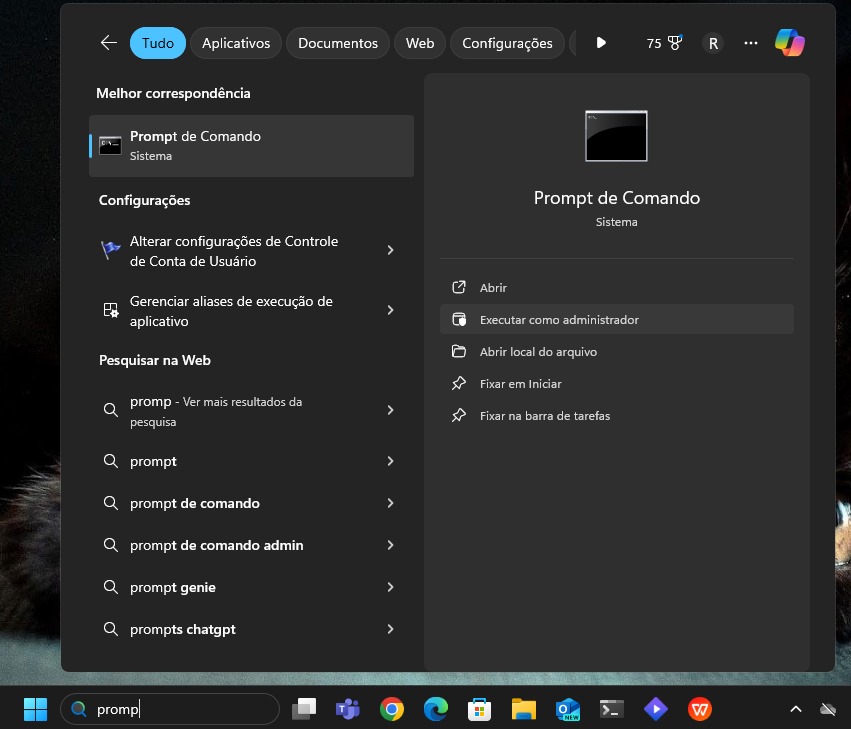 Tudo
Aplicativos
Documentos
Web
Configurações
75
R
Melhor correspondência
Prompt de Comando
Sistema
Configurações
Alterar configurações de Controle
de Conta de Usuário
Gerenciar aliases de execução de
aplicativo
Pesquisar na Web
promp - Ver mais resultados da
pesquisa
prompt
prompt de comando
prompt de comando admin
prompt genie
prompts chatgpt
Prompt de Comando
Sistema
Abrir
Executar como administrador
Abrir local do arquivo
Fixar em Iniciar
Fixar na barra de tarefas
promp
NEW